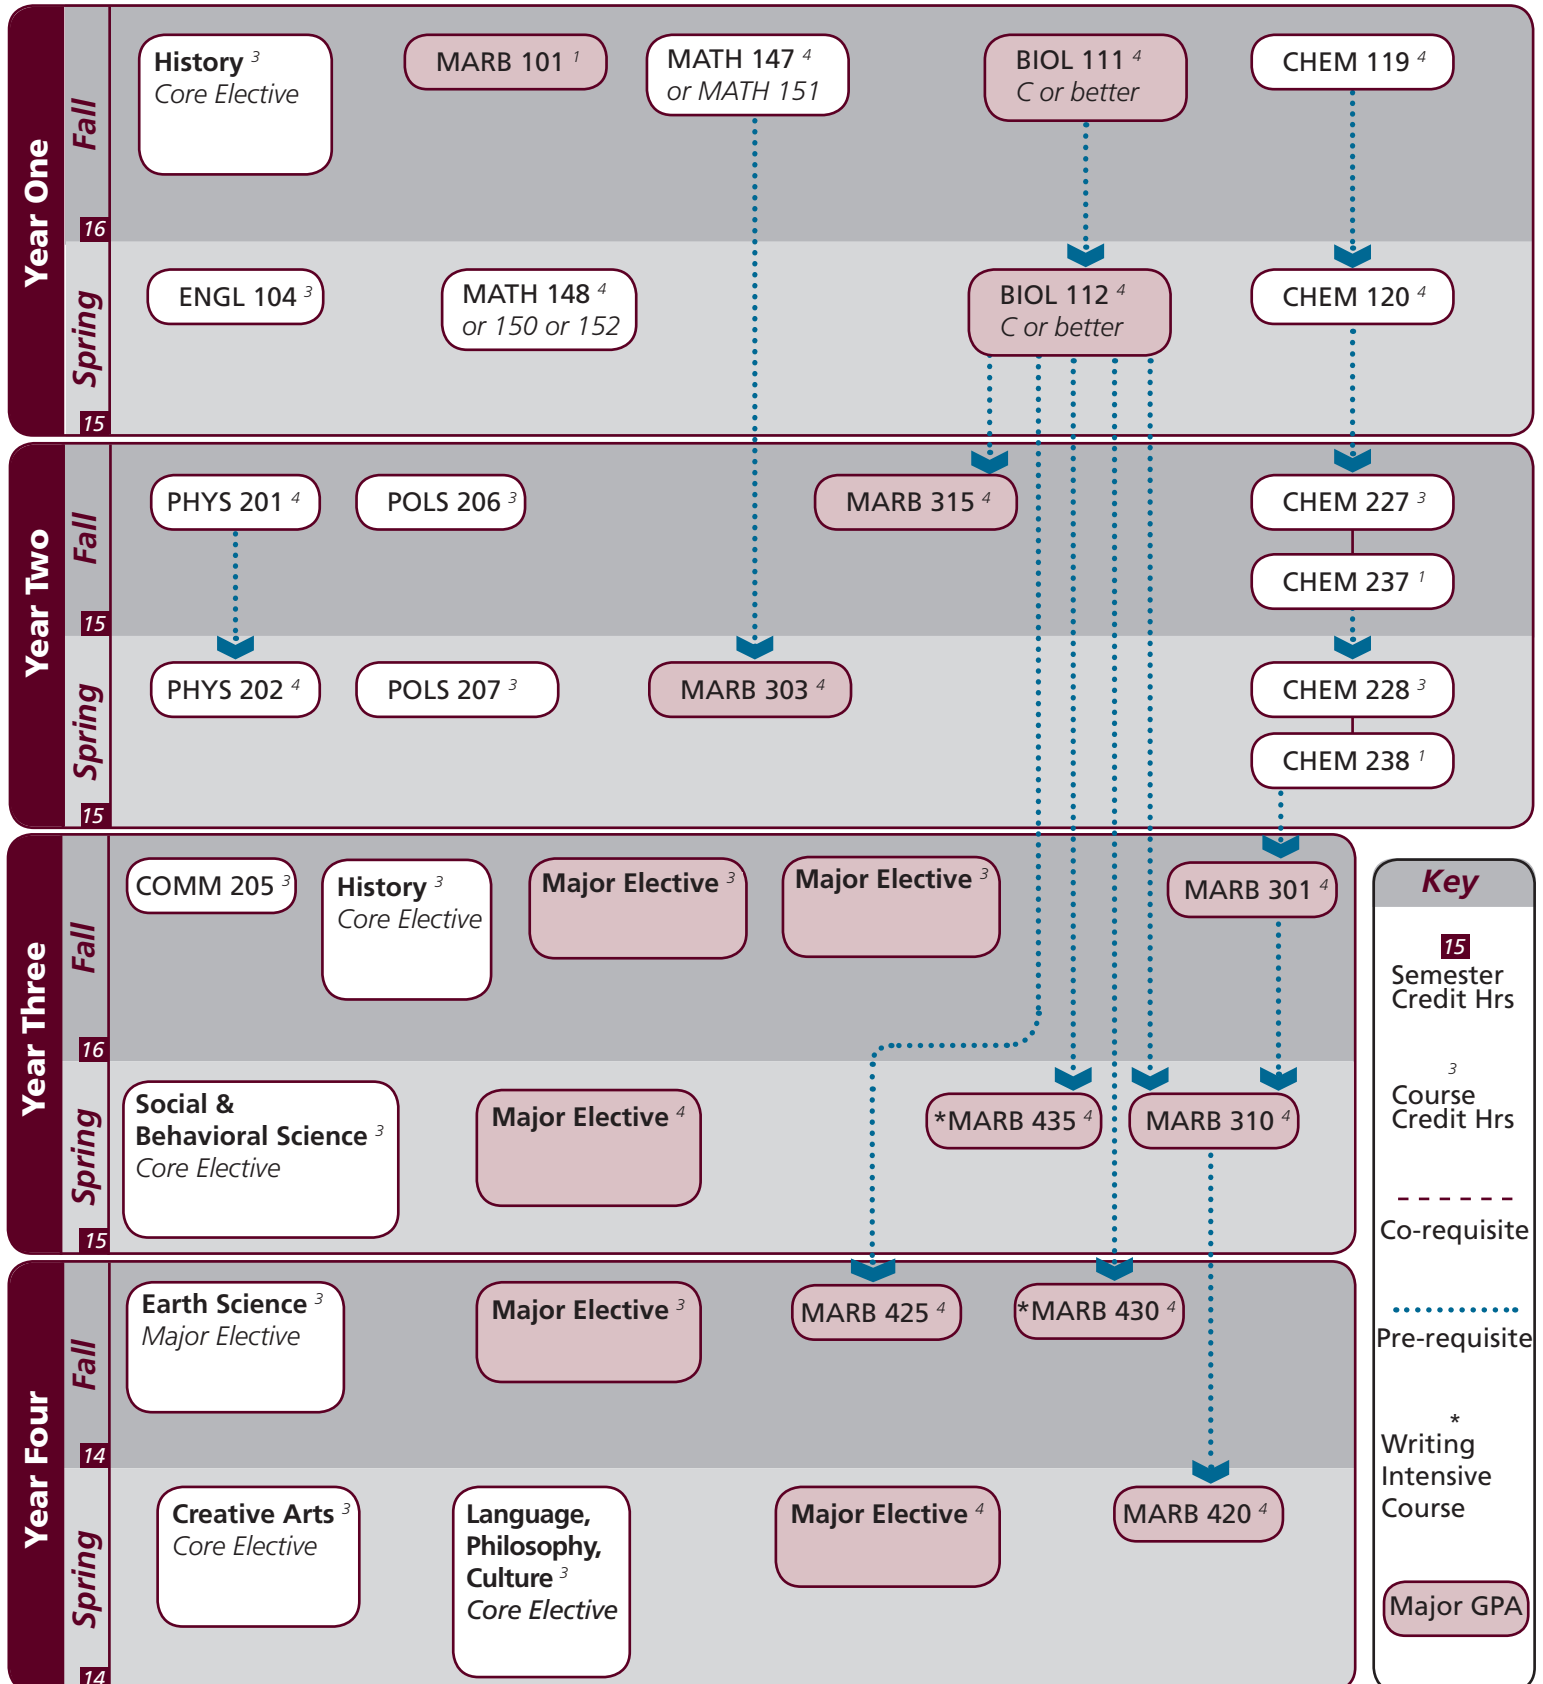 Year One
Fall
History 3
Core Elective
MARB 101 1
MATH 147 4
or MATH 151
BIOL 111 4
C or better
CHEM 119 4
16
Spring
ENGL 104 3
MATH 148 4
or 150 or 152
BIOL 112 4
C or better
CHEM 120 4
15
Year Two
Fall
PHYS 201 4
POLS 206 3
MARB 315 4
CHEM 227 3
CHEM 237 1
15
Spring
PHYS 202 4
POLS 207 3
MARB 303 4
CHEM 228 3
CHEM 238 1
15
Year Three
Fall
COMM 205 3
History 3
Core Elective
Major Elective 3
Major Elective 3
MARB 301 4
16
Spring
Social &
Behavioral Science 3
Core Elective
Major Elective 4
*MARB 435 4
MARB 310 4
15
Year Four
Fall
Earth Science 3
Major Elective
Major Elective 3
MARB 425 4
*MARB 430 4
14
Spring
Creative Arts 3
Core Elective
Language,
Philosophy,
Culture 3
Core Elective
Major Elective 4
MARB 420 4
14
Key
15
Semester
Credit Hrs
3
Course
Credit Hrs
Co-requisite
Pre-requisite
*
Writing
Intensive
Course
Major GPA